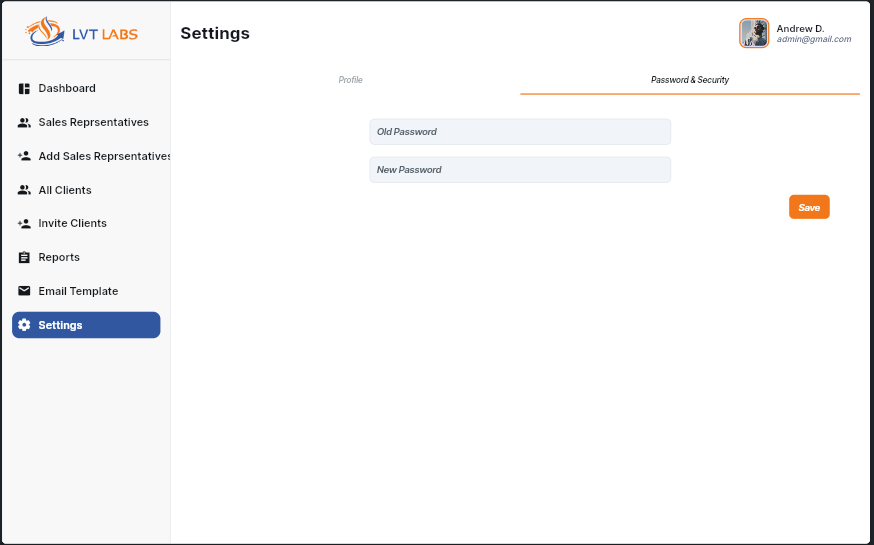 LVT LABS
Settings
Andrew D.
admin@gmail.com
Dashboard
Sales Reprsentatives
Add Sales Reprsentatives
All Clients
Invite Clients
Reports
Email Template
Settings
Profile
Password & Security
Old Password
New Password
Save